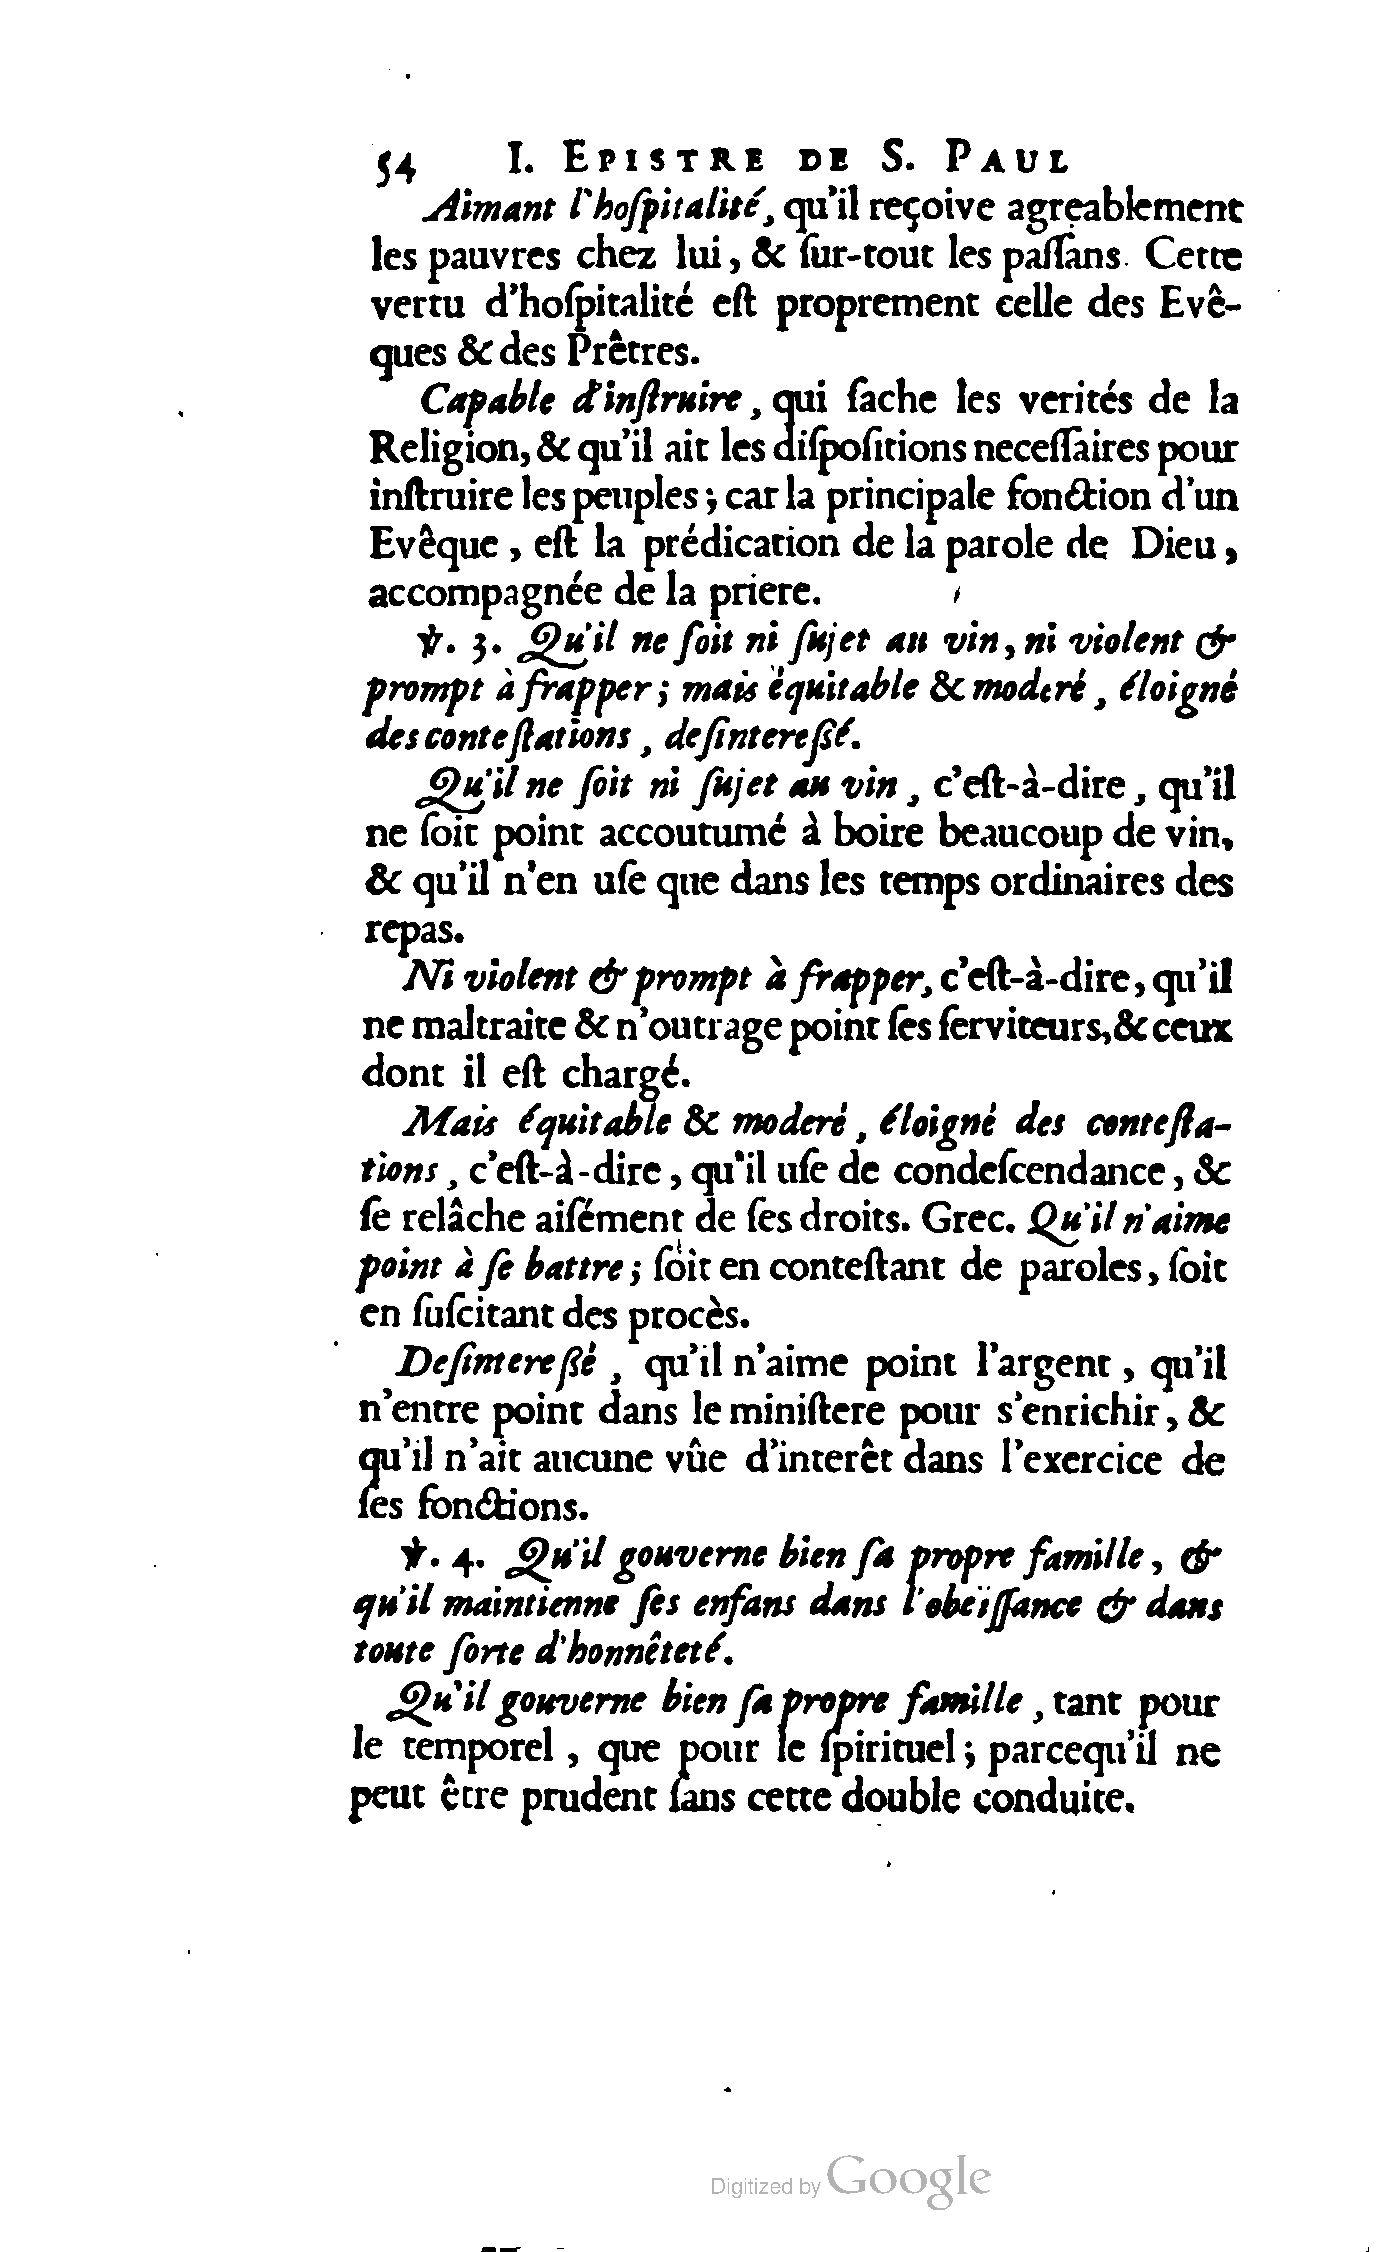 54 I. EPISTRE DE S. PAUL
Aimant l'hoſpitalité, qu'il reçoive agreablement
les pauvres chez lui, & ſur-tout les paſſans. Cette
vertu d'hoſpitalité eſt proprement celle des Evê-
ques & des Prêtres.
Capable d'inſtruire, qui ſache les verités de la
Religion, & qu'il ait les diſpoſitions neceſſaires pour
inſtruire les peuples; car la principale fonction d'un
Evêque, eſt la prédication de la parole de Dieu,
accompagnée de la priere.
℣. 3. Qu'il ne ſoit ni ſujet au vin, ni violent &
prompt à frapper; mais équitable & moderé, éloigné
des conteſtations, deſintereſſé.
Qu'il ne ſoit ni ſujet au vin, c'eſt-à-dire, qu'il
ne ſoit point accoutumé à boire beaucoup de vin,
& qu'il n'en uſe que dans les temps ordinaires des
repas.
Ni violent & prompt à frapper, c'eſt-à-dire, qu'il
ne maltraite & n'outrage point ſes ſerviteurs, & ceux
dont il eſt chargé.
Mais équitable & moderé, éloigné des conteſta-
tions, c'eſt-à-dire, qu'il uſe de condeſcendance, &
ſe relâche aiſément de ſes droits. Grec. Qu'il n'aime
point à ſe battre; ſoit en conteſtant de paroles, ſoit
en ſuſcitant des procès.
Deſintereſſé, qu'il n'aime point l'argent, qu'il
n'entre point dans le miniſtere pour s'enrichir, &
qu'il n'ait aucune vûe d'interêt dans l'exercice de
ſes fonctions.
℣. 4. Qu'il gouverne bien ſa propre famille, &
qu'il maintienne ſes enfans dans l'obeïſſance & dans
toute ſorte d'honnêteté.
Qu'il gouverne bien ſa propre famille, tant pour
le temporel, que pour le ſpirituel; parcequ'il ne
peut être prudent ſans cette double conduite.
Digitized by Google